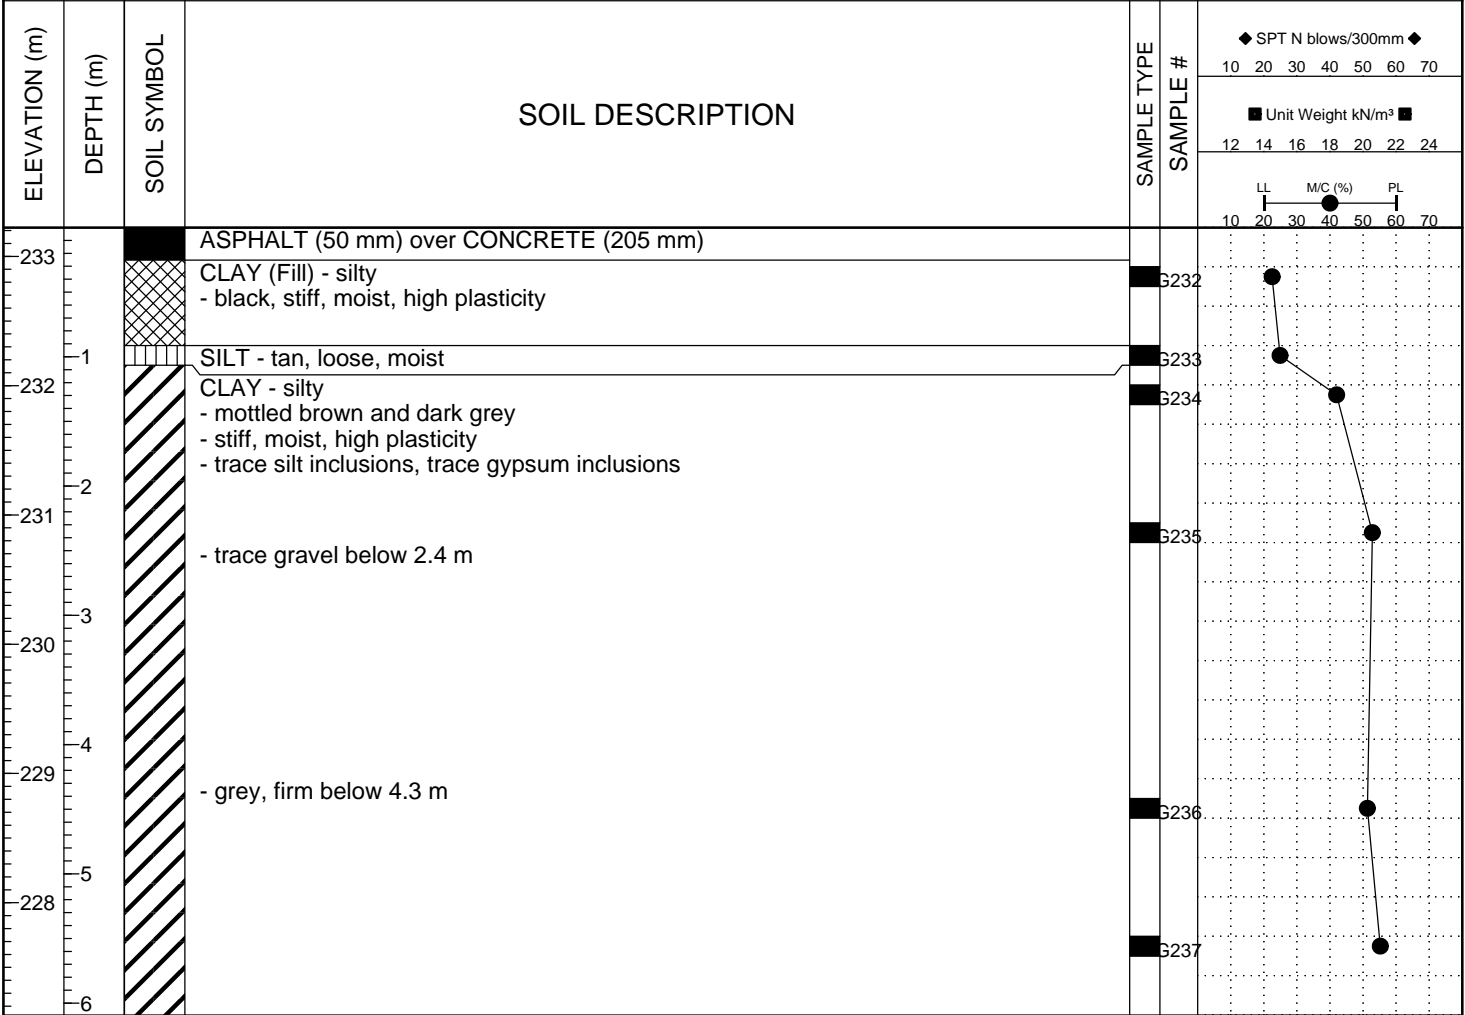 ELEVATION (m)
DEPTH (m)
SOIL SYMBOL
SOIL DESCRIPTION
SAMPLE TYPE
SAMPLE #
◆ SPT N blows/300mm ◆
10 20 30 40 50 60 70
■ Unit Weight kN/m³ ■
12 14 16 18 20 22 24
LL M/C (%) PL
10 20 30 40 50 60 70
ASPHALT (50 mm) over CONCRETE (205 mm)
233
CLAY (Fill) - silty
G232
- black, stiff, moist, high plasticity
1
SILT - tan, loose, moist
G233
232
CLAY - silty
G234
- mottled brown and dark grey
- stiff, moist, high plasticity
- trace silt inclusions, trace gypsum inclusions
2
231
G235
- trace gravel below 2.4 m
3
230
4
229
- grey, firm below 4.3 m
G236
5
228
G237
6